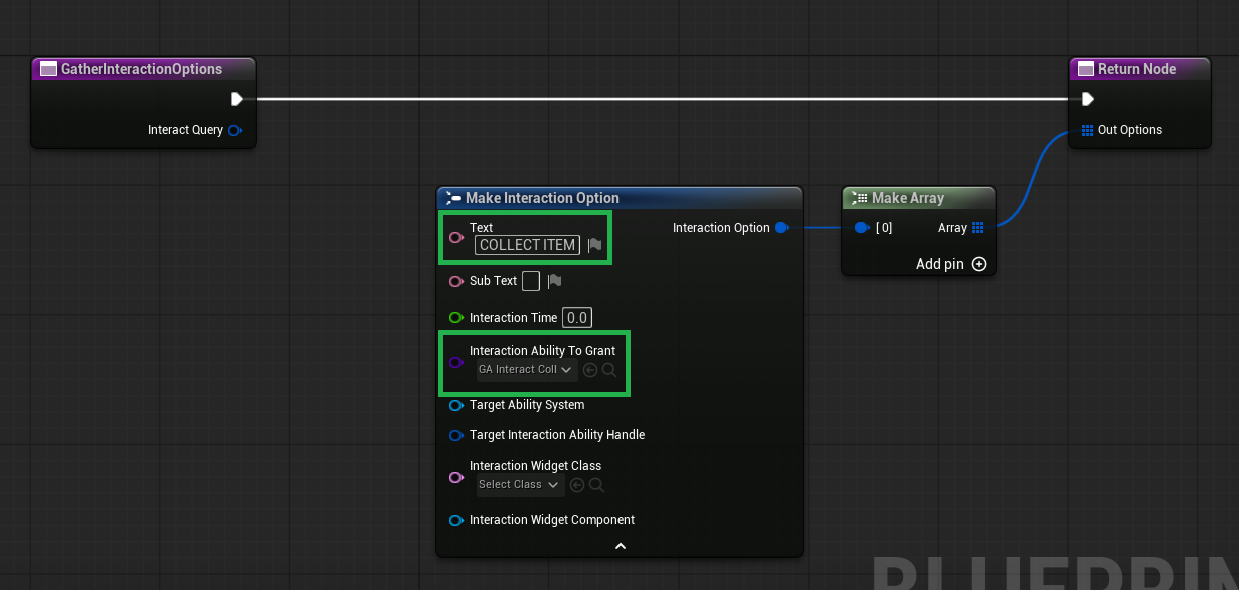 GatherInteractionOptions
Interact Query
Return Node
Out Options
Make Interaction Option
Text
COLLECT ITEM
Interaction Option
Sub Text
Interaction Time 0.0
Interaction Ability To Grant
GA Interact Coll
Target Ability System
Target Interaction Ability Handle
Interaction Widget Class
Select Class
Interaction Widget Component
Make Array
[ 0]
Array
Add pin
BLUEPRIN